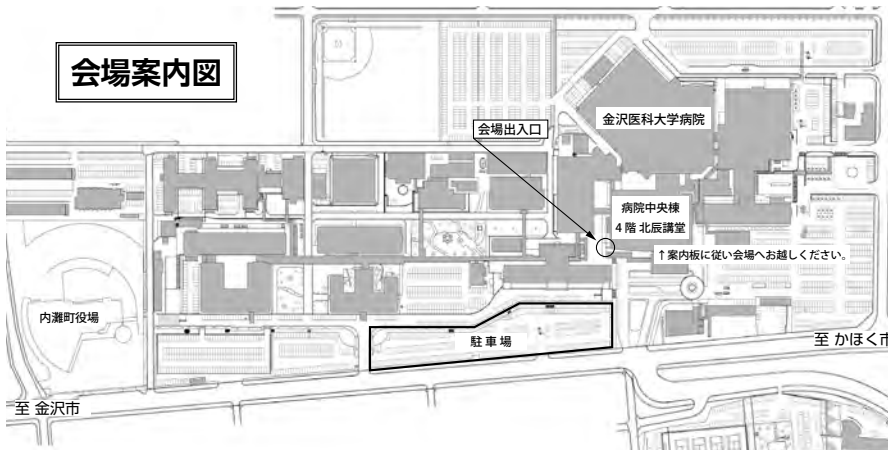 会場案内図
会場出入口
金沢医科大学病院
病院中央棟
4階 北辰講堂
↑案内板に従い会場へお越しください。
内灘町役場
駐車場
至 かほく市
至 金沢市